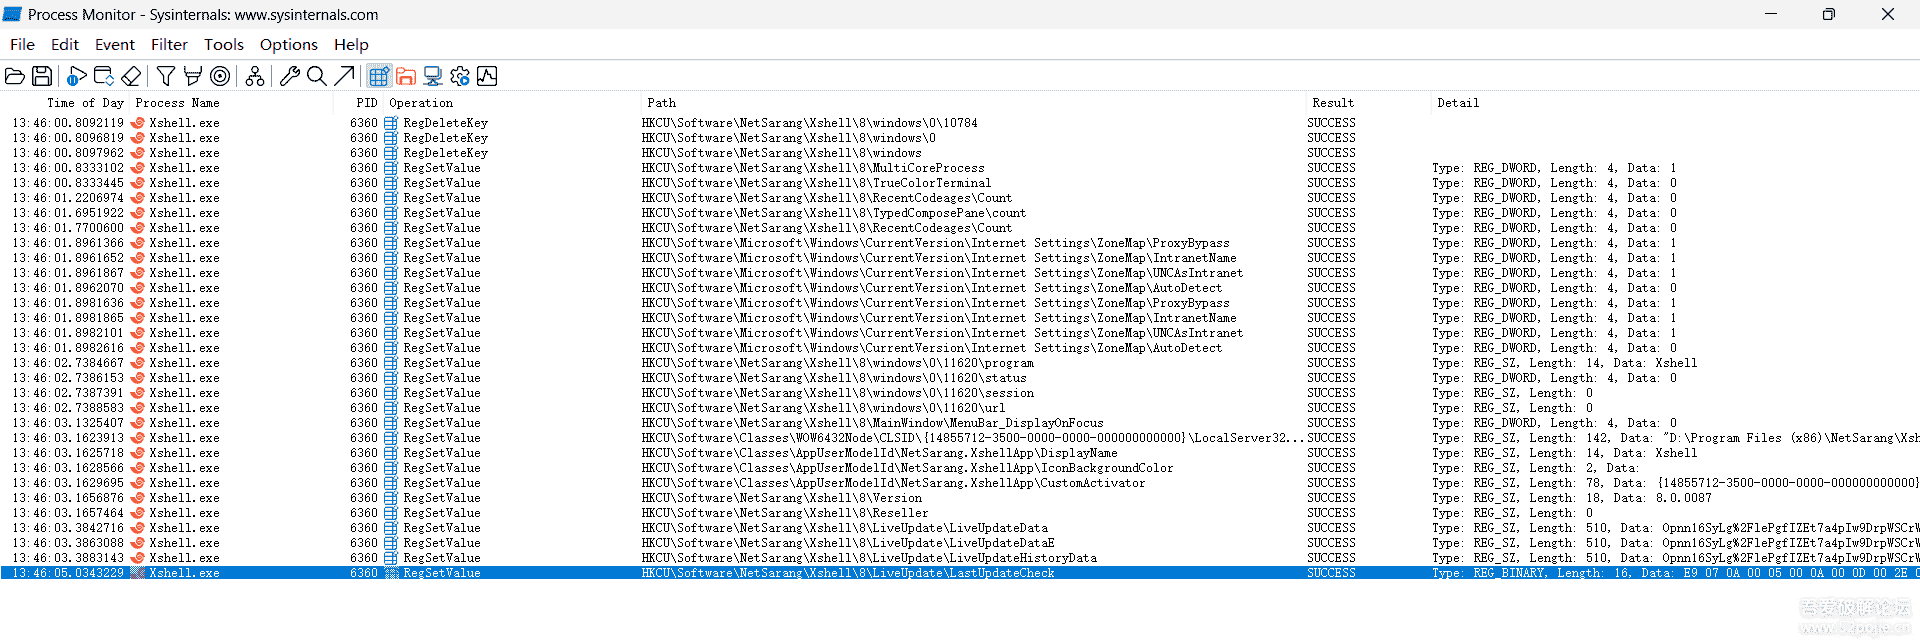 Process Monitor - Sysinternals: www.sysinternals.com
File Edit Event Filter Tools Options Help
Time of Day Process Name PID Operation Path Result Detail
13:46:00.8092119 Xshell.exe 6360 RegDeleteKey HKCU\Software\NetSarang\Xshell\8\windows\0\10784 SUCCESS
13:46:00.8096819 Xshell.exe 6360 RegDeleteKey HKCU\Software\NetSarang\Xshell\8\windows\0 SUCCESS
13:46:00.8097962 Xshell.exe 6360 RegDeleteKey HKCU\Software\NetSarang\Xshell\8\windows SUCCESS
13:46:00.8333102 Xshell.exe 6360 RegSetValue HKCU\Software\NetSarang\Xshell\8\MultiCoreProcess SUCCESS Type: REG_DWORD, Length: 4, Data: 1
13:46:00.8333445 Xshell.exe 6360 RegSetValue HKCU\Software\NetSarang\Xshell\8\TrueColorTerminal SUCCESS Type: REG_DWORD, Length: 4, Data: 0
13:46:01.2206974 Xshell.exe 6360 RegSetValue HKCU\Software\NetSarang\Xshell\8\RecentCodeages\Count SUCCESS Type: REG_DWORD, Length: 4, Data: 0
13:46:01.6951922 Xshell.exe 6360 RegSetValue HKCU\Software\NetSarang\Xshell\8\TypedComposePane\count SUCCESS Type: REG_DWORD, Length: 4, Data: 0
13:46:01.7700600 Xshell.exe 6360 RegSetValue HKCU\Software\NetSarang\Xshell\8\RecentCodeages\Count SUCCESS Type: REG_DWORD, Length: 4, Data: 0
13:46:01.8961366 Xshell.exe 6360 RegSetValue HKCU\Software\Microsoft\Windows\CurrentVersion\Internet Settings\ZoneMap\ProxyBypass SUCCESS Type: REG_DWORD, Length: 4, Data: 1
13:46:01.8961652 Xshell.exe 6360 RegSetValue HKCU\Software\Microsoft\Windows\CurrentVersion\Internet Settings\ZoneMap\IntranetName SUCCESS Type: REG_DWORD, Length: 4, Data: 1
13:46:01.8961867 Xshell.exe 6360 RegSetValue HKCU\Software\Microsoft\Windows\CurrentVersion\Internet Settings\ZoneMap\UNCAsIntranet SUCCESS Type: REG_DWORD, Length: 4, Data: 1
13:46:01.8962070 Xshell.exe 6360 RegSetValue HKCU\Software\Microsoft\Windows\CurrentVersion\Internet Settings\ZoneMap\AutoDetect SUCCESS Type: REG_DWORD, Length: 4, Data: 0
13:46:01.8981636 Xshell.exe 6360 RegSetValue HKCU\Software\Microsoft\Windows\CurrentVersion\Internet Settings\ZoneMap\ProxyBypass SUCCESS Type: REG_DWORD, Length: 4, Data: 1
13:46:01.8981865 Xshell.exe 6360 RegSetValue HKCU\Software\Microsoft\Windows\CurrentVersion\Internet Settings\ZoneMap\IntranetName SUCCESS Type: REG_DWORD, Length: 4, Data: 1
13:46:01.8982101 Xshell.exe 6360 RegSetValue HKCU\Software\Microsoft\Windows\CurrentVersion\Internet Settings\ZoneMap\UNCAsIntranet SUCCESS Type: REG_DWORD, Length: 4, Data: 1
13:46:01.8982616 Xshell.exe 6360 RegSetValue HKCU\Software\Microsoft\Windows\CurrentVersion\Internet Settings\ZoneMap\AutoDetect SUCCESS Type: REG_DWORD, Length: 4, Data: 0
13:46:02.7384667 Xshell.exe 6360 RegSetValue HKCU\Software\NetSarang\Xshell\8\windows\0\11620\program SUCCESS Type: REG_SZ, Length: 14, Data: Xshell
13:46:02.7386153 Xshell.exe 6360 RegSetValue HKCU\Software\NetSarang\Xshell\8\windows\0\11620\status SUCCESS Type: REG_DWORD, Length: 4, Data: 0
13:46:02.7387391 Xshell.exe 6360 RegSetValue HKCU\Software\NetSarang\Xshell\8\windows\0\11620\session SUCCESS Type: REG_SZ, Length: 0
13:46:02.7388583 Xshell.exe 6360 RegSetValue HKCU\Software\NetSarang\Xshell\8\windows\0\11620\url SUCCESS Type: REG_SZ, Length: 0
13:46:03.1325407 Xshell.exe 6360 RegSetValue HKCU\Software\NetSarang\Xshell\8\MainWindow\MenuBar_DisplayOnFocus SUCCESS Type: REG_DWORD, Length: 4, Data: 0
13:46:03.1623913 Xshell.exe 6360 RegSetValue HKCU\Software\Classes\WOW6432Node\CLSID\{14855712-3500-0000-0000-000000000000}\LocalServer32... SUCCESS Type: REG_SZ, Length: 142, Data: "D:\Program Files (x86)\NetSarang\Xsh
13:46:03.1625718 Xshell.exe 6360 RegSetValue HKCU\Software\Classes\AppUserModelId\NetSarang.XshellApp\DisplayName SUCCESS Type: REG_SZ, Length: 14, Data: Xshell
13:46:03.1628566 Xshell.exe 6360 RegSetValue HKCU\Software\Classes\AppUserModelId\NetSarang.XshellApp\IconBackgroundColor SUCCESS Type: REG_SZ, Length: 2, Data:
13:46:03.1629695 Xshell.exe 6360 RegSetValue HKCU\Software\Classes\AppUserModelId\NetSarang.XshellApp\CustomActivator SUCCESS Type: REG_SZ, Length: 78, Data: {14855712-3500-0000-0000-000000000000}
13:46:03.1656876 Xshell.exe 6360 RegSetValue HKCU\Software\NetSarang\Xshell\8\Version SUCCESS Type: REG_SZ, Length: 18, Data: 8.0.0087
13:46:03.1657464 Xshell.exe 6360 RegSetValue HKCU\Software\NetSarang\Xshell\8\Reseller SUCCESS Type: REG_SZ, Length: 0
13:46:03.3842716 Xshell.exe 6360 RegSetValue HKCU\Software\NetSarang\Xshell\8\LiveUpdate\LiveUpdateData SUCCESS Type: REG_SZ, Length: 510, Data: Opnn16SyLg%2FlePgfIZEt7a4pIw9DrpWSCrW
13:46:03.3863088 Xshell.exe 6360 RegSetValue HKCU\Software\NetSarang\Xshell\8\LiveUpdate\LiveUpdateDataE SUCCESS Type: REG_SZ, Length: 510, Data: Opnn16SyLg%2FlePgfIZEt7a4pIw9DrpWSCrW
13:46:03.3883143 Xshell.exe 6360 RegSetValue HKCU\Software\NetSarang\Xshell\8\LiveUpdate\LiveUpdateHistoryData SUCCESS Type: REG_SZ, Length: 510, Data: Opnn16SyLg%2FlePgfIZEt7a4pIw9DrpWSCrW
13:46:05.0343229 Xshell.exe 6360 RegSetValue HKCU\Software\NetSarang\Xshell\8\LiveUpdate\LastUpdateCheck SUCCESS Type: REG_BINARY, Length: 16, Data: E9 07 0A 00 05 00 0A 00 0D 00 2E 0
吾爱破解论坛
www.52pojie.cn